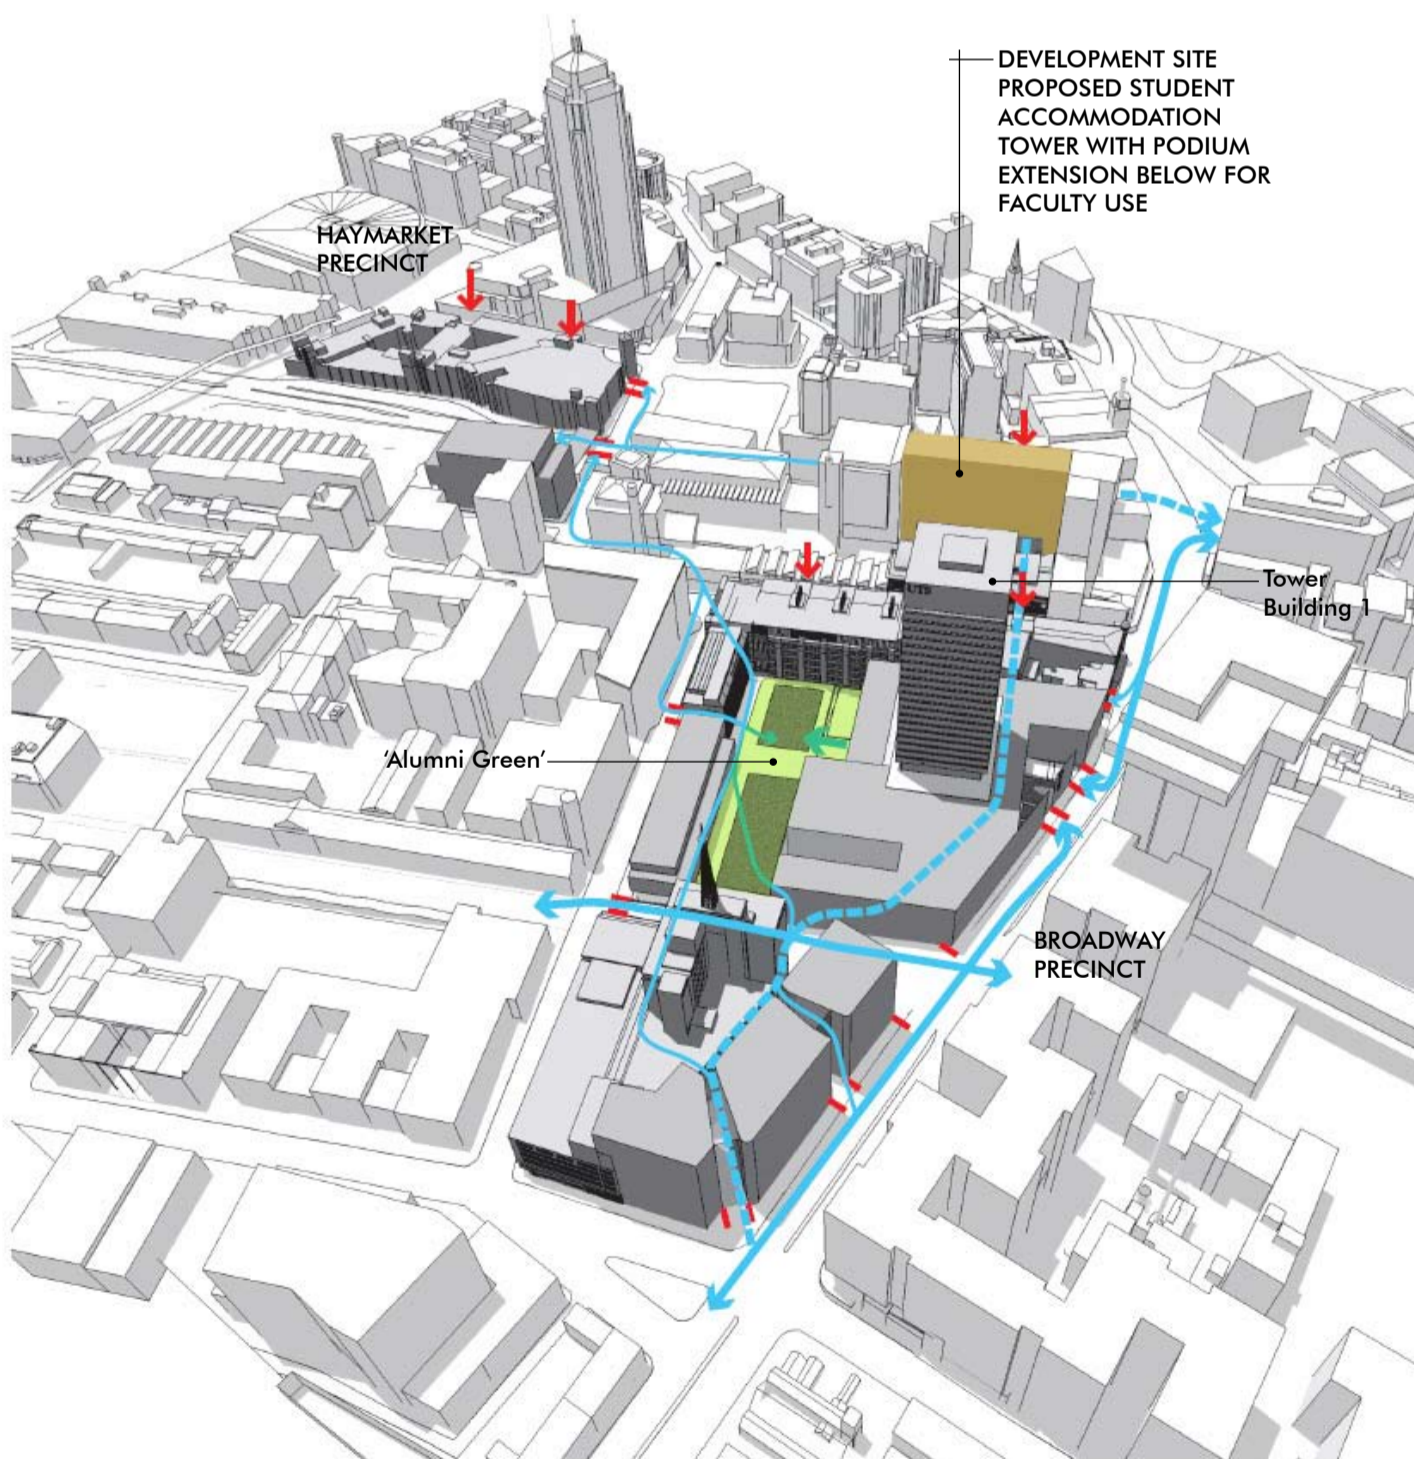 DEVELOPMENT SITE
PROPOSED STUDENT
ACCOMMODATION
TOWER WITH PODIUM
EXTENSION BELOW FOR
FACULTY USE
HAYMARKET
PRECINCT
UTS
Tower
Building 1
'Alumni Green'
BROADWAY
PRECINCT